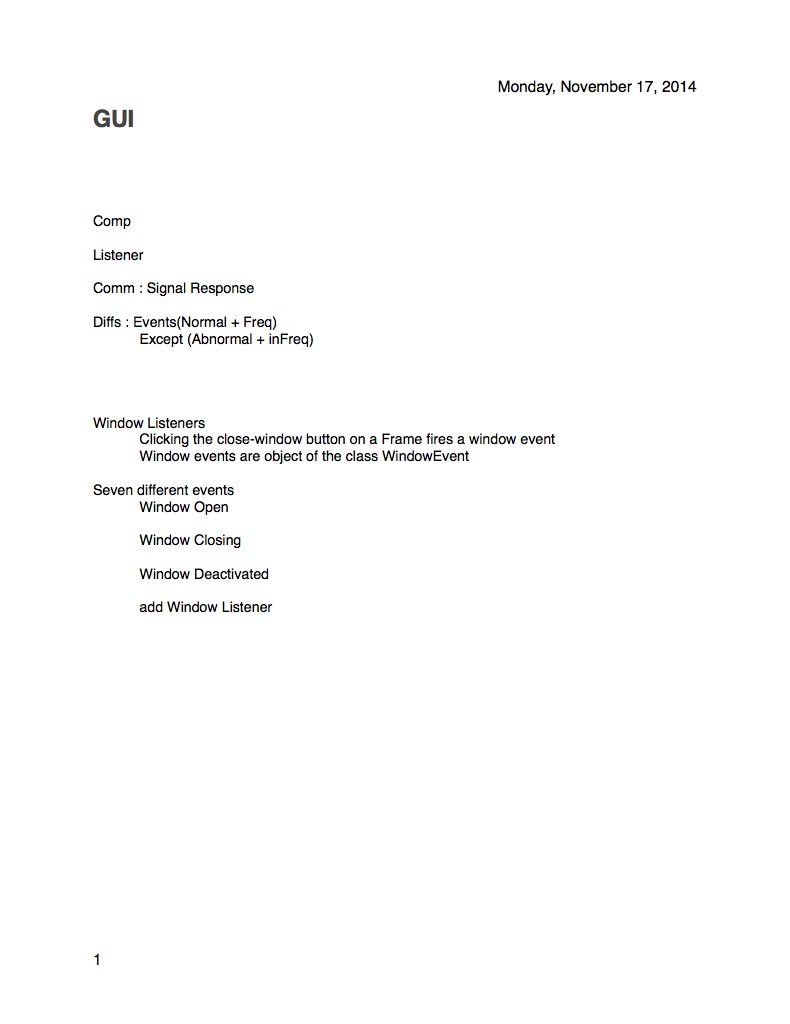 Monday, November 17, 2014
GUI
Comp
Listener
Comm : Signal Response
Diffs : Events(Normal + Freq)
Except (Abnormal + inFreq)
Window Listeners
Clicking the close-window button on a Frame fires a window event
Window events are object of the class WindowEvent
Seven different events
Window Open
Window Closing
Window Deactivated
add Window Listener
1